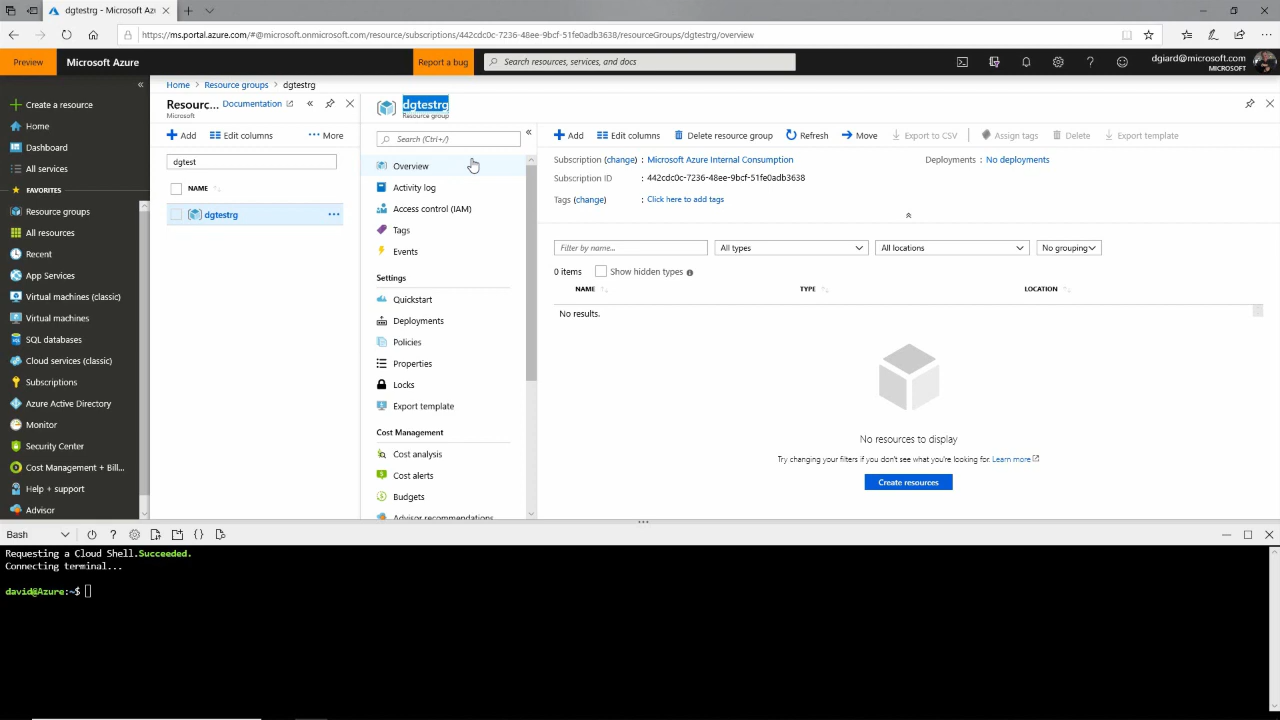 dgtestrg - Microsoft Az
https://ms.portal.azure.com/#@microsoft.onmicrosoft.com/resource/subscriptions/442cdc0c-7236-48ee-9bcf-51fe0adb3638/resourceGroups/dgtestrg/overview
Preview
Microsoft Azure
Report a bug
Search resources, services, and docs
dgiard@microsoft.com
MICROSOFT
Create a resource
Home
Dashboard
All services
FAVORITES
Resource groups
All resources
Recent
App Services
Virtual machines (classic)
Virtual machines
SQL databases
Cloud services (classic)
Subscriptions
Azure Active Directory
Monitor
Security Center
Cost Management + Bill...
Help + support
Advisor
Home > Resource groups > dgtestrg
Resourc... Documentation
Microsoft
Add Edit columns ··· More
dgtest
NAME
dgtestrg ···
dgtestrg
Resource group
Search (Ctrl+/)
Overview
Activity log
Access control (IAM)
Tags
Events
Settings
Quickstart
Deployments
Policies
Properties
Locks
Export template
Cost Management
Cost analysis
Cost alerts
Budgets
Advisor recommendations
Add Edit columns Delete resource group Refresh Move Export to CSV Assign tags Delete Export template
Subscription (change) : Microsoft Azure Internal Consumption
Deployments : No deployments
Subscription ID : 442cdc0c-7236-48ee-9bcf-51fe0adb3638
Tags (change) : Click here to add tags
Filter by name... All types All locations No grouping
0 items Show hidden types
NAME TYPE LOCATION
No results.
No resources to display
Try changing your filters if you don't see what you're looking for. Learn more
Create resources
Bash
Requesting a Cloud Shell.Succeeded.
Connecting terminal...
david@Azure:~$